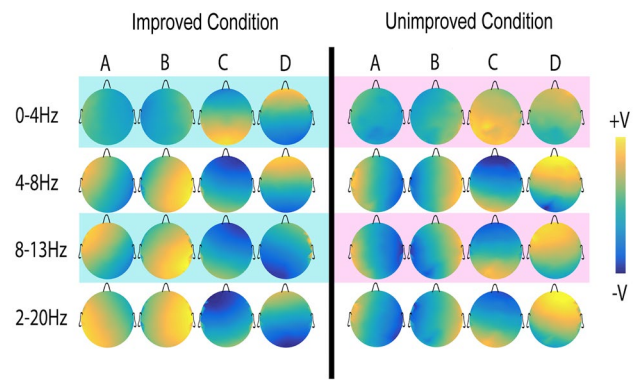 Improved Condition
Unimproved Condition
A B C D
A B C D
0-4Hz
4-8Hz
8-13Hz
2-20Hz
+V
-V